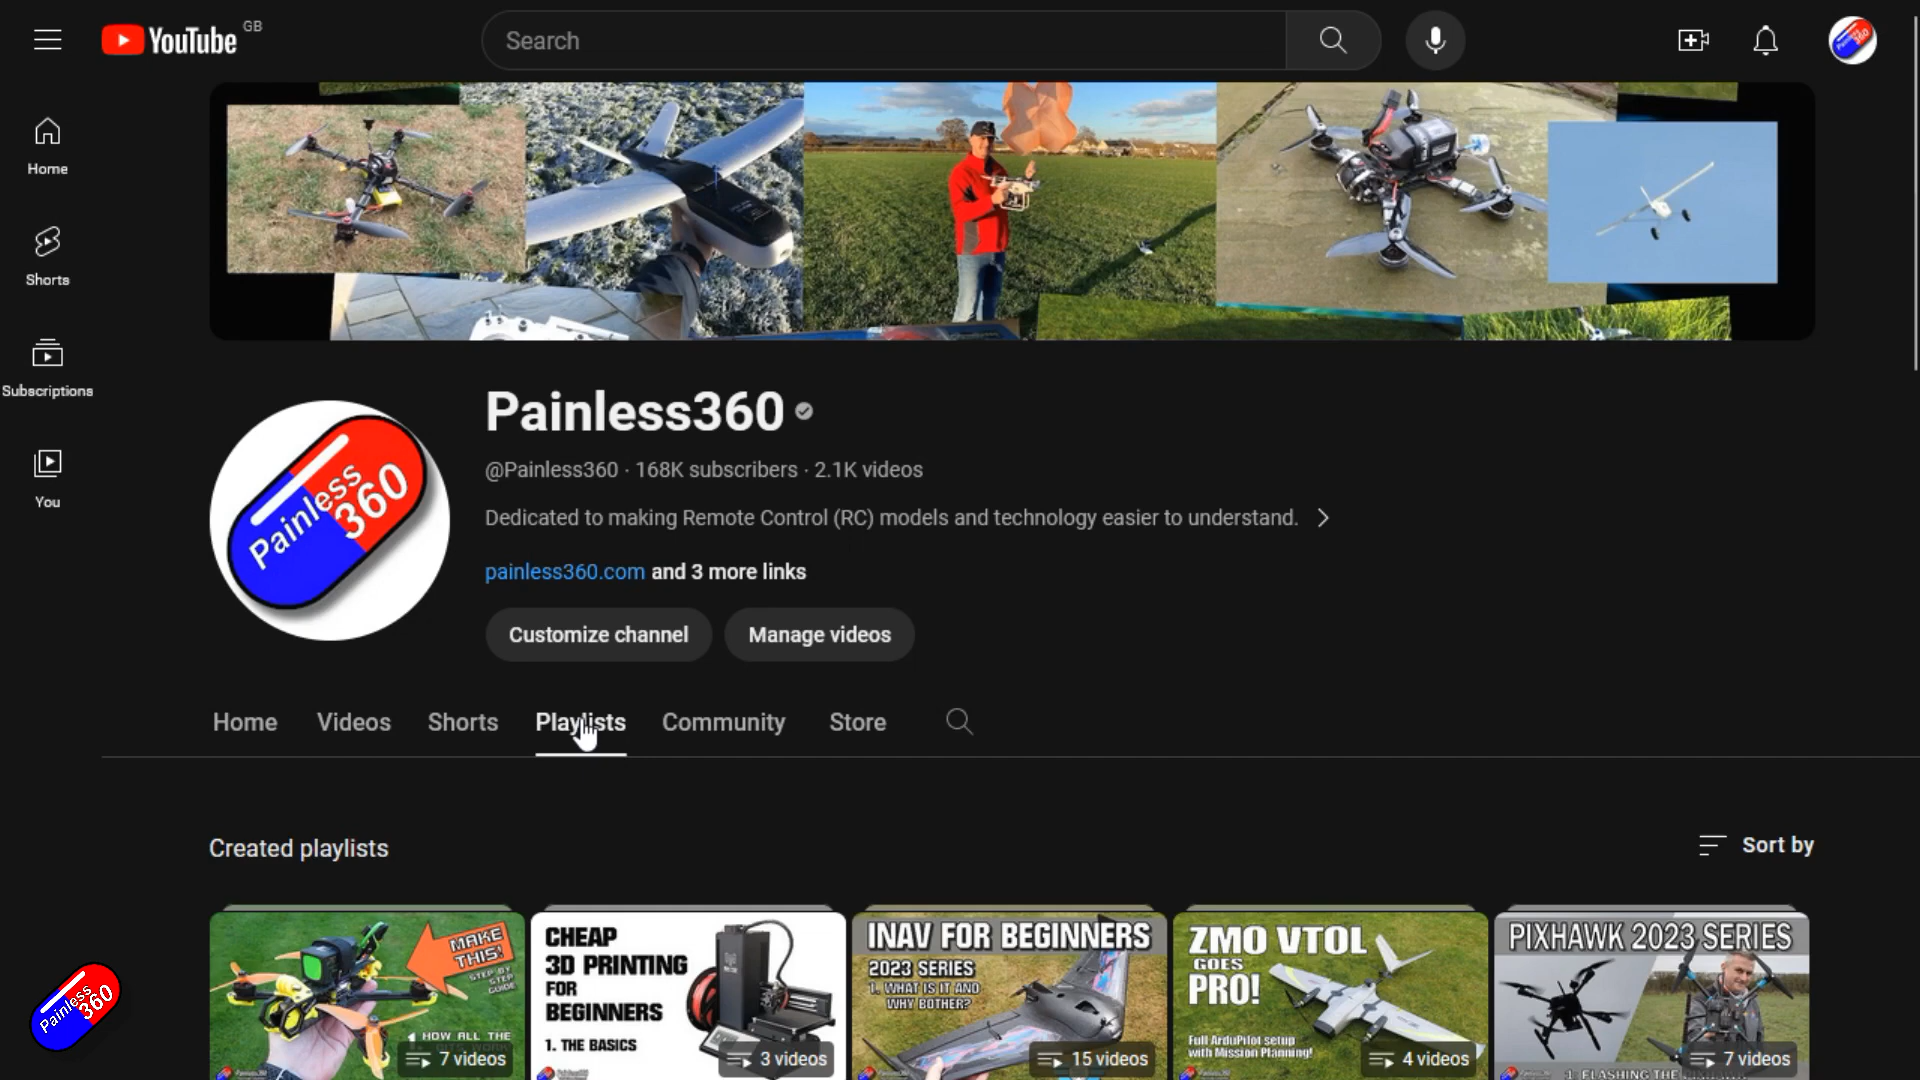 YouTube GB
Search
Home
Shorts
Subscriptions
You
Painless360
Painless
360
@Painless360 · 168K subscribers · 2.1K videos
Dedicated to making Remote Control (RC) models and technology easier to understand.
painless360.com and 3 more links
Customize channel
Manage videos
Home
Videos
Shorts
Playlists
Community
Store
Created playlists
Sort by
MAKE
THIS!
STEP BY
STEP
GUIDE
1. HOW ALL THE
BITS WORK
7 videos
CHEAP
3D PRINTING
FOR
BEGINNERS
1. THE BASICS
3 videos
INAV FOR BEGINNERS
2023 SERIES
1. WHAT IS IT AND
WHY BOTHER?
15 videos
ZMO VTOL
GOES
PRO!
Full ArduPilot setup
with Mission Planning!
4 videos
PIXHAWK 2023 SERIES
1. FLASHING THE
7 videos
Painless
360